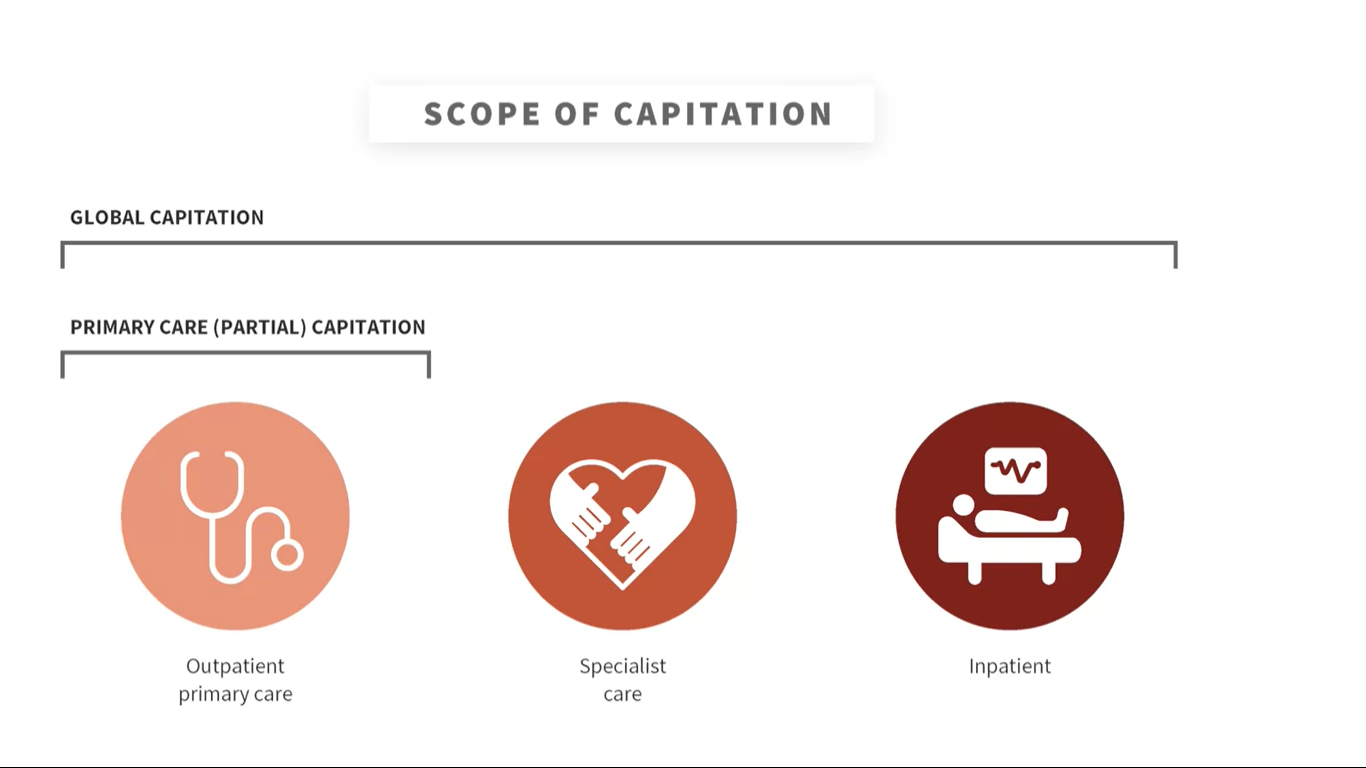 SCOPE OF CAPITATION
GLOBAL CAPITATION
PRIMARY CARE (PARTIAL) CAPITATION
Outpatient
primary care
Specialist
care
Inpatient